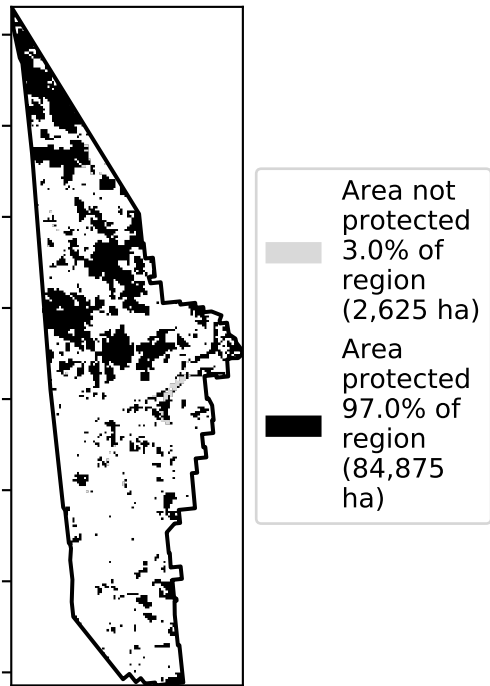 Area not
protected
3.0% of
region
(2,625 ha)
Area
protected
97.0% of
region
(84,875
ha)